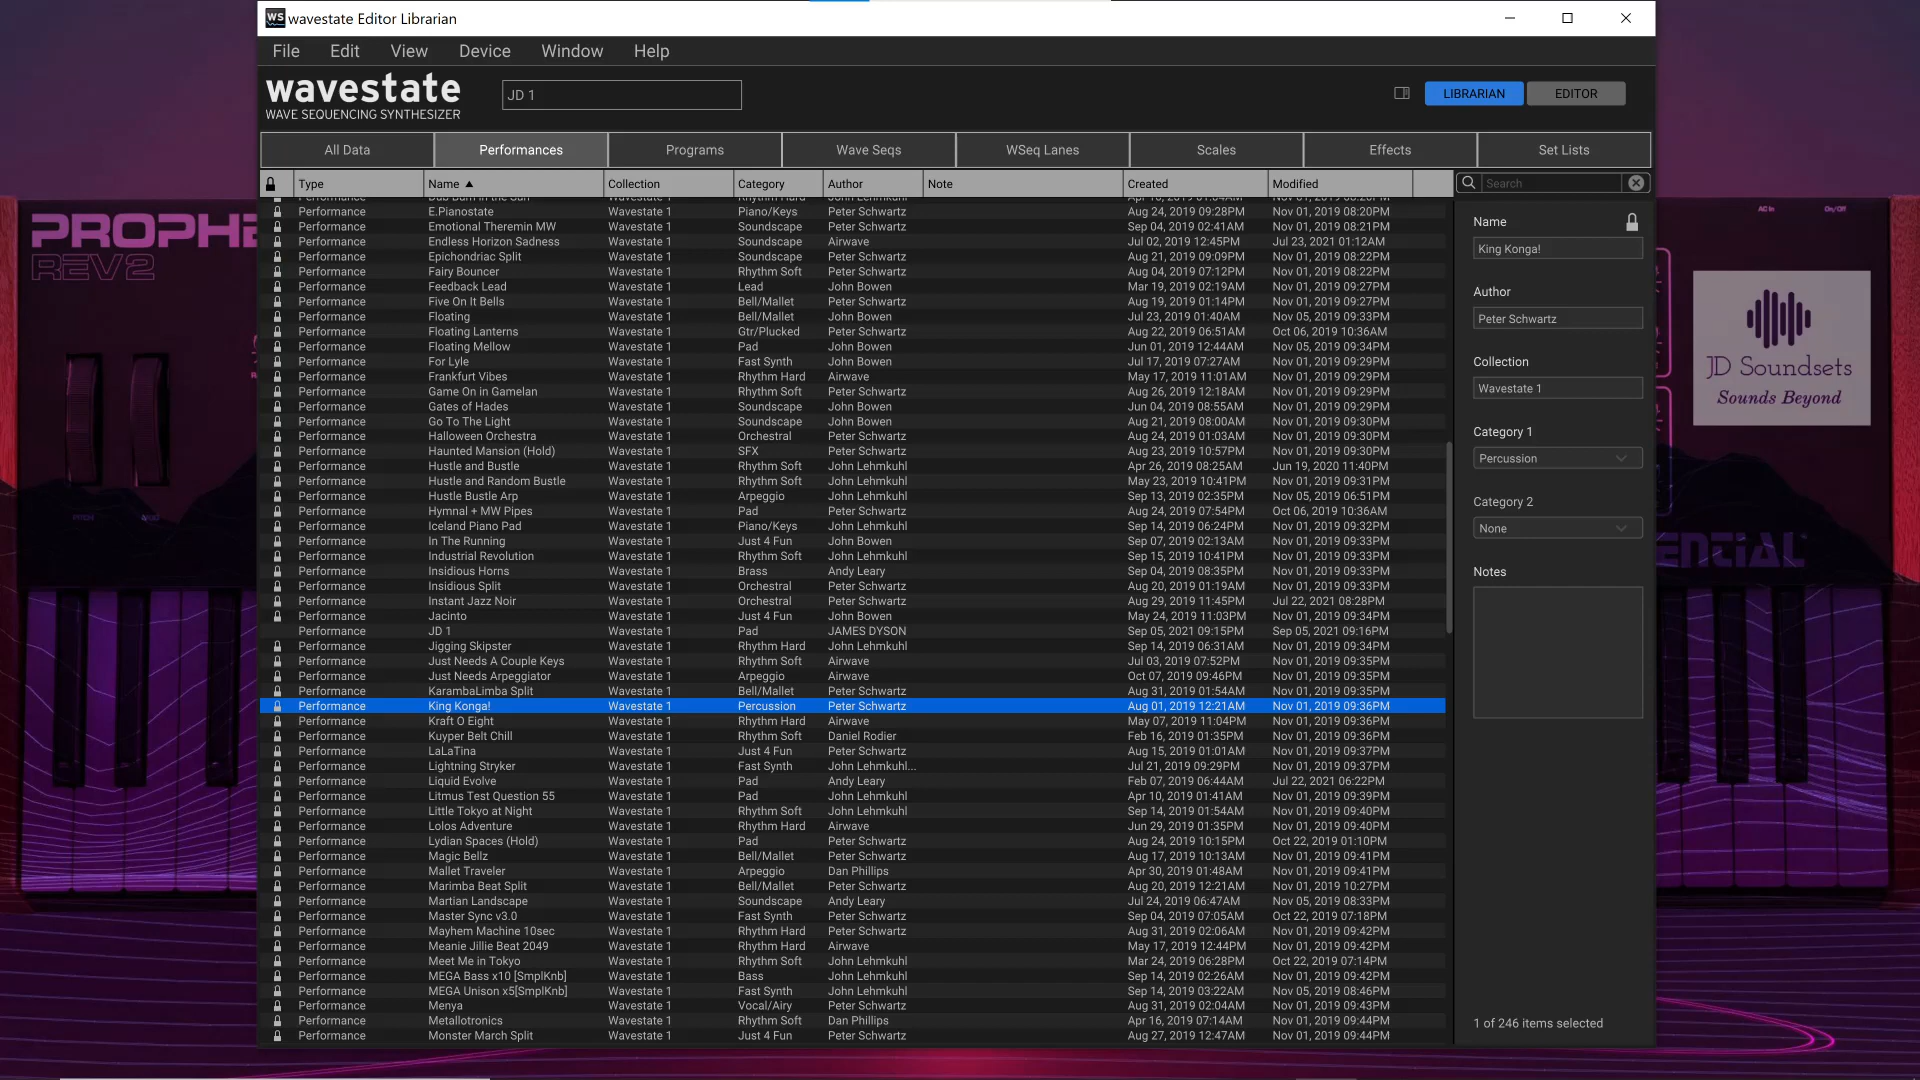 wavestate Editor Librarian
File Edit View Device Window Help
wavestate
WAVE SEQUENCING SYNTHESIZER
JD 1
LIBRARIAN EDITOR
All Data Performances Programs Wave Seqs WSeq Lanes Scales Effects Set Lists
Type Name ▲ Collection Category Author Note Created Modified Search
Performance E.Pianostate Wavestate 1 Piano/Keys Peter Schwartz Aug 24, 2019 09:28PM Nov 01, 2019 08:20PM
Performance Emotional Theremin MW Wavestate 1 Soundscape Peter Schwartz Sep 04, 2019 02:41AM Nov 01, 2019 08:21PM
Performance Endless Horizon Sadness Wavestate 1 Soundscape Airwave Jul 02, 2019 12:45PM Jul 23, 2021 01:12AM
Performance Epichondriac Split Wavestate 1 Soundscape Peter Schwartz Aug 21, 2019 09:09PM Nov 01, 2019 08:22PM
Performance Fairy Bouncer Wavestate 1 Rhythm Soft Peter Schwartz Aug 04, 2019 07:12PM Nov 01, 2019 08:22PM
Performance Feedback Lead Wavestate 1 Lead John Bowen Mar 19, 2019 02:19AM Nov 01, 2019 09:27PM
Performance Five On It Bells Wavestate 1 Bell/Mallet Peter Schwartz Aug 19, 2019 01:14PM Nov 01, 2019 09:27PM
Performance Floating Wavestate 1 Bell/Mallet John Bowen Jul 23, 2019 01:40AM Nov 05, 2019 09:33PM
Performance Floating Lanterns Wavestate 1 Gtr/Plucked Peter Schwartz Aug 22, 2019 06:51AM Oct 06, 2019 10:36AM
Performance Floating Mellow Wavestate 1 Pad John Bowen Jun 01, 2019 12:44AM Nov 05, 2019 09:34PM
Performance For Lyle Wavestate 1 Fast Synth John Bowen Jul 17, 2019 07:27AM Nov 01, 2019 09:29PM
Performance Frankfurt Vibes Wavestate 1 Rhythm Hard Airwave May 17, 2019 11:01AM Nov 01, 2019 09:29PM
Performance Game On in Gamelan Wavestate 1 Rhythm Soft Peter Schwartz Aug 26, 2019 12:18AM Nov 01, 2019 09:29PM
Performance Gates of Hades Wavestate 1 Soundscape John Bowen Jun 04, 2019 08:55AM Nov 01, 2019 09:29PM
Performance Go To The Light Wavestate 1 Soundscape John Bowen Aug 21, 2019 08:00AM Nov 01, 2019 09:30PM
Performance Halloween Orchestra Wavestate 1 Orchestral Peter Schwartz Aug 24, 2019 01:03AM Nov 01, 2019 09:30PM
Performance Haunted Mansion (Hold) Wavestate 1 SFX Peter Schwartz Aug 23, 2019 10:57PM Nov 01, 2019 09:30PM
Performance Hustle and Bustle Wavestate 1 Rhythm Soft John Lehmkuhl Apr 26, 2019 08:25AM Jun 19, 2020 11:40PM
Performance Hustle and Random Bustle Wavestate 1 Rhythm Soft John Lehmkuhl May 23, 2019 10:41PM Nov 01, 2019 09:31PM
Performance Hustle Bustle Arp Wavestate 1 Arpeggio John Lehmkuhl Sep 13, 2019 02:35PM Nov 05, 2019 06:51PM
Performance Hymnal + MW Pipes Wavestate 1 Pad Peter Schwartz Aug 24, 2019 07:54PM Oct 06, 2019 10:36AM
Performance Iceland Piano Pad Wavestate 1 Piano/Keys John Lehmkuhl Sep 14, 2019 06:24PM Nov 01, 2019 09:32PM
Performance In The Running Wavestate 1 Just 4 Fun John Bowen Sep 07, 2019 02:13AM Nov 01, 2019 09:33PM
Performance Industrial Revolution Wavestate 1 Rhythm Soft John Lehmkuhl Sep 15, 2019 10:41PM Nov 01, 2019 09:33PM
Performance Insidious Horns Wavestate 1 Brass Andy Leary Sep 04, 2019 08:35PM Nov 01, 2019 09:33PM
Performance Insidious Split Wavestate 1 Orchestral Peter Schwartz Aug 20, 2019 01:19AM Nov 01, 2019 09:33PM
Performance Instant Jazz Noir Wavestate 1 Orchestral Peter Schwartz Aug 29, 2019 11:45PM Jul 22, 2021 08:28PM
Performance Jacinto Wavestate 1 Just 4 Fun John Bowen May 24, 2019 11:03PM Nov 01, 2019 09:34PM
Performance JD 1 Wavestate 1 Pad JAMES DYSON Sep 05, 2021 09:15PM Sep 05, 2021 09:16PM
Performance Jigging Skipster Wavestate 1 Rhythm Hard John Lehmkuhl Sep 14, 2019 06:31AM Nov 01, 2019 09:34PM
Performance Just Needs A Couple Keys Wavestate 1 Rhythm Soft Airwave Jul 03, 2019 07:52PM Nov 01, 2019 09:35PM
Performance Just Needs Arpeggiator Wavestate 1 Arpeggio Airwave Oct 07, 2019 09:46PM Nov 01, 2019 09:35PM
Performance KarambaLimba Split Wavestate 1 Bell/Mallet Peter Schwartz Aug 31, 2019 01:54AM Nov 01, 2019 09:35PM
Performance King Konga! Wavestate 1 Percussion Peter Schwartz Aug 01, 2019 12:21AM Nov 01, 2019 09:36PM
Performance Kraft O Eight Wavestate 1 Rhythm Hard Airwave May 07, 2019 11:04PM Nov 01, 2019 09:36PM
Performance Kuyper Belt Chill Wavestate 1 Rhythm Soft Daniel Rodier Feb 16, 2019 01:35PM Nov 01, 2019 09:36PM
Performance LaLaTina Wavestate 1 Just 4 Fun Peter Schwartz Aug 15, 2019 01:01AM Nov 01, 2019 09:37PM
Performance Lightning Stryker Wavestate 1 Fast Synth John Lehmkuhl... Jul 21, 2019 09:29PM Nov 01, 2019 09:37PM
Performance Liquid Evolve Wavestate 1 Pad Andy Leary Feb 07, 2019 06:44AM Jul 22, 2021 06:22PM
Performance Litmus Test Question 55 Wavestate 1 Pad John Lehmkuhl Apr 10, 2019 01:41AM Nov 01, 2019 09:39PM
Performance Little Tokyo at Night Wavestate 1 Rhythm Soft John Lehmkuhl Sep 14, 2019 01:54AM Nov 01, 2019 09:40PM
Performance Lolos Adventure Wavestate 1 Rhythm Hard Airwave Jun 29, 2019 01:35PM Nov 01, 2019 09:40PM
Performance Lydian Spaces (Hold) Wavestate 1 Pad Peter Schwartz Aug 24, 2019 10:15PM Oct 22, 2019 01:10PM
Performance Magic Bellz Wavestate 1 Bell/Mallet Peter Schwartz Aug 17, 2019 10:13AM Nov 01, 2019 09:41PM
Performance Mallet Traveler Wavestate 1 Arpeggio Dan Phillips Apr 30, 2019 01:48AM Nov 01, 2019 09:41PM
Performance Marimba Beat Split Wavestate 1 Bell/Mallet Peter Schwartz Aug 20, 2019 12:21AM Nov 01, 2019 10:27PM
Performance Martian Landscape Wavestate 1 Soundscape Andy Leary Jul 24, 2019 06:47AM Nov 05, 2019 08:33PM
Performance Master Sync v3.0 Wavestate 1 Fast Synth Peter Schwartz Sep 04, 2019 07:05AM Oct 22, 2019 07:18PM
Performance Mayhem Machine 10sec Wavestate 1 Rhythm Hard Peter Schwartz Aug 31, 2019 02:06AM Nov 01, 2019 09:42PM
Performance Meanie Jillie Beat 2049 Wavestate 1 Rhythm Hard Airwave May 17, 2019 12:44PM Nov 01, 2019 09:42PM
Performance Meet Me in Tokyo Wavestate 1 Rhythm Soft John Lehmkuhl Mar 24, 2019 06:28PM Oct 22, 2019 07:14PM
Performance MEGA Bass x10 [SmplKnb] Wavestate 1 Bass John Lehmkuhl Sep 14, 2019 02:26AM Nov 01, 2019 09:42PM
Performance MEGA Unison x5[SmplKnb] Wavestate 1 Fast Synth John Lehmkuhl Sep 14, 2019 03:22AM Nov 05, 2019 08:46PM
Performance Menya Wavestate 1 Vocal/Airy Peter Schwartz Aug 31, 2019 02:04AM Nov 01, 2019 09:43PM
Performance Metallotronics Wavestate 1 Rhythm Soft Dan Phillips Apr 16, 2019 07:14AM Nov 01, 2019 09:44PM
Performance Monster March Split Wavestate 1 Just 4 Fun Peter Schwartz Aug 27, 2019 12:47AM Nov 01, 2019 09:44PM
Name
King Konga!
Author
Peter Schwartz
Collection
Wavestate 1
Category 1
Percussion
Category 2
None
Notes
1 of 246 items selected
REV2
JD Soundsets
Sounds Beyond